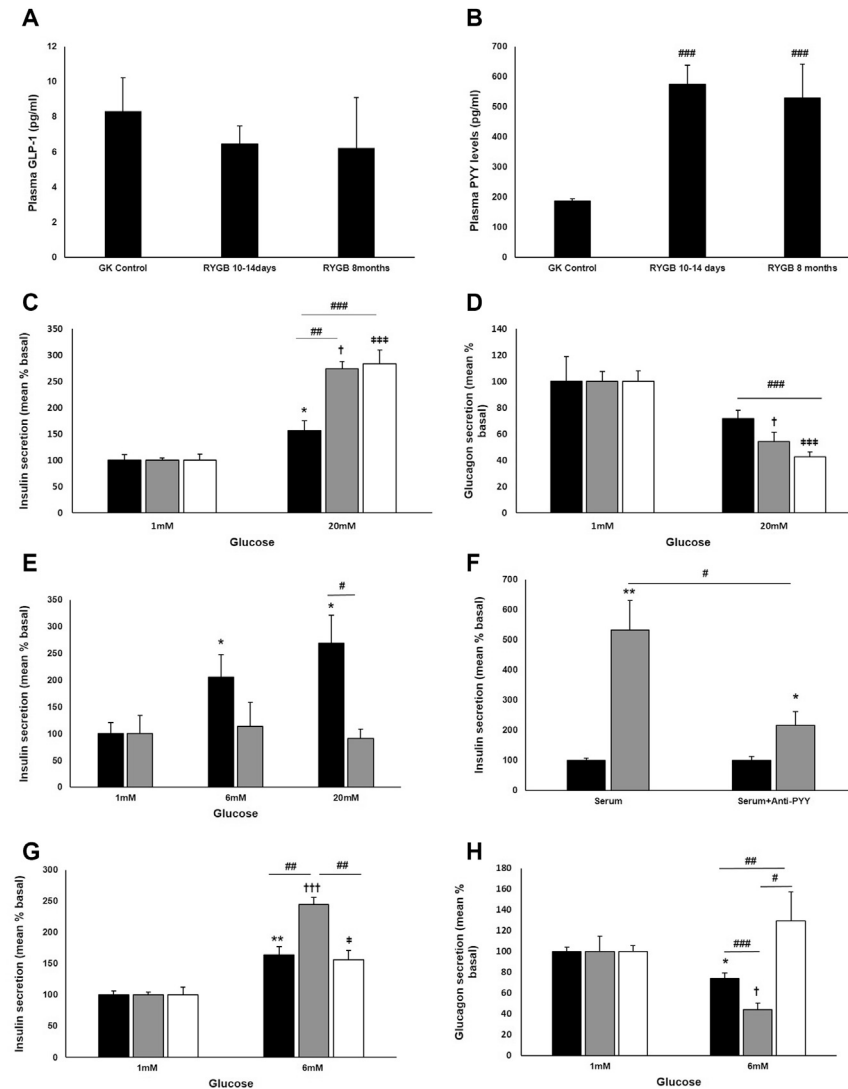 A
Plasma GLP-1 (pg/ml)
12
10
8
6
4
2
0
GK Control
RYGB 10-14days
RYGB 8months
B
Plasma PYY levels (pg/ml)
700
600
500
400
300
200
100
0
###
###
GK Control
RYGB 10-14 days
RYGB 8 months
C
Insulin secretion (mean % basal)
350
300
250
200
150
100
50
0
###
##
*
†
‡‡‡
1mM
20mM
Glucose
D
Glucagon secretion (mean %
basal)
120
100
80
60
40
20
0
###
†
‡‡‡
1mM
20mM
Glucose
E
Insulin secretion (mean % basal)
350
300
250
200
150
100
50
0
*
#
*
1mM
6mM
20mM
Glucose
F
Insulin secretion (mean % basal)
700
600
500
400
300
200
100
0
#
**
*
Serum
Serum+Anti-PYY
G
Insulin secretion (mean % basal)
300
250
200
150
100
50
0
##
##
**
†††
‡
1mM
6mM
Glucose
H
Glucagon secretion (mean %
basal)
180
160
140
120
100
80
60
40
20
0
##
#
###
*
†
1mM
6mM
Glucose